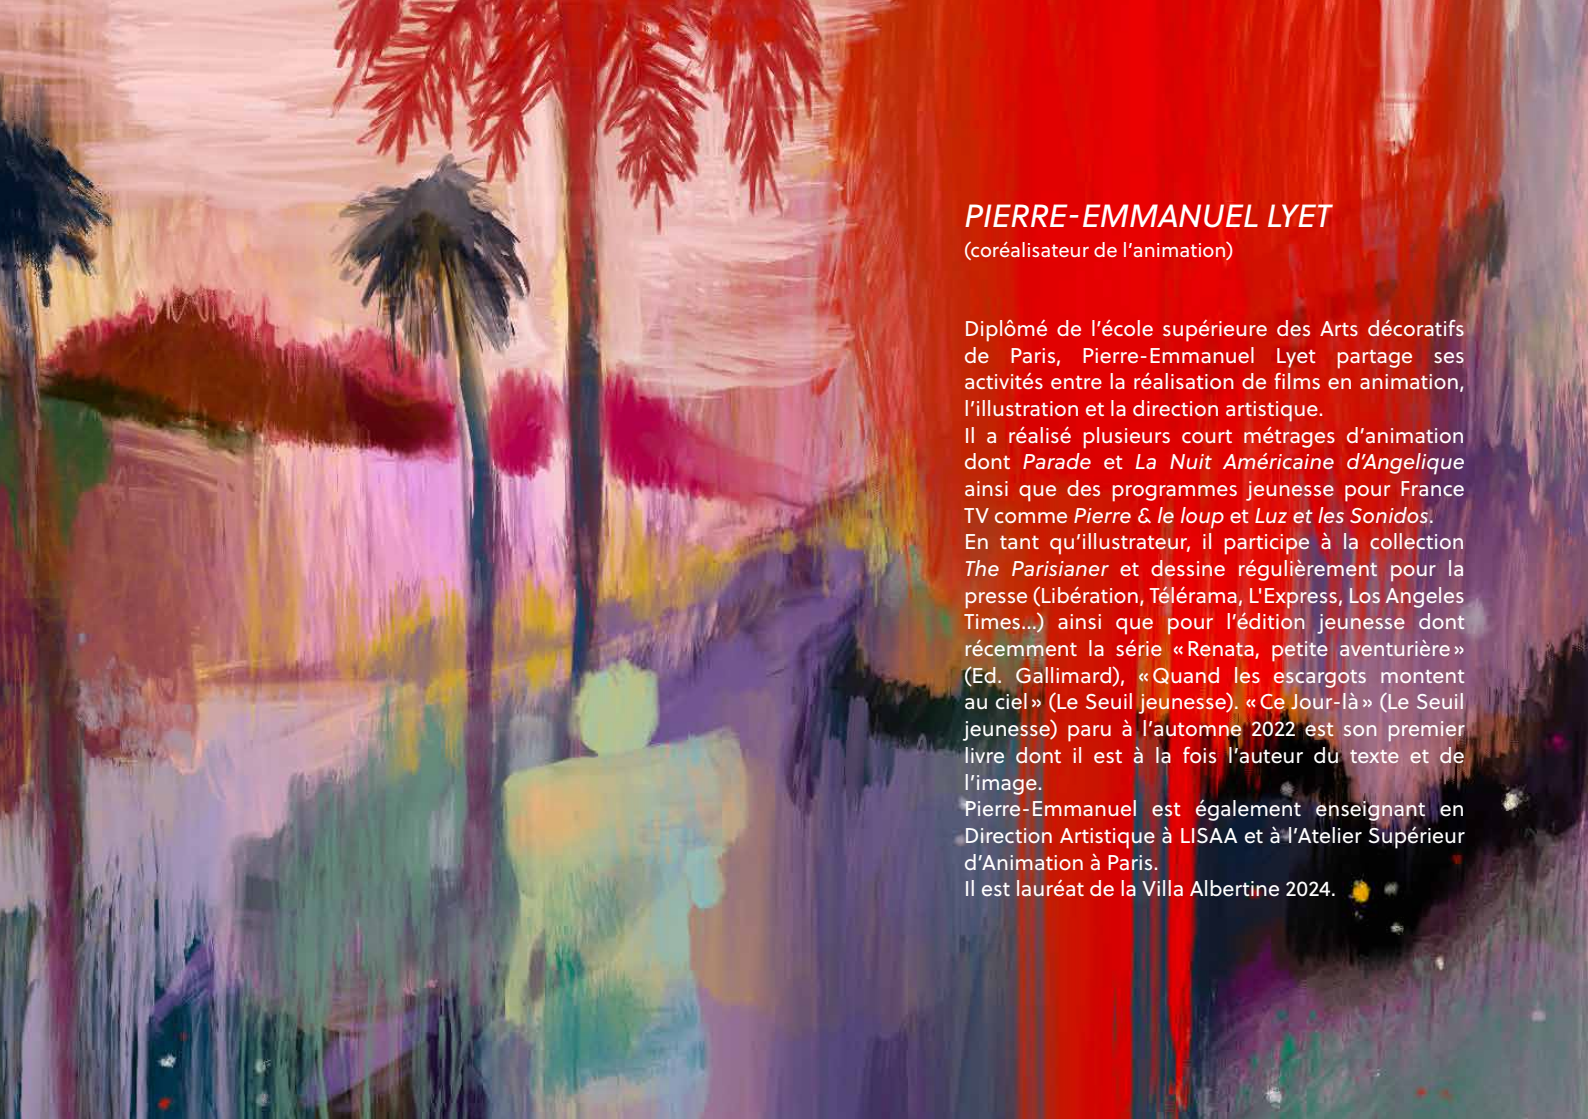 PIERRE-EMMANUEL LYET
(coréalisateur de l'animation)
Diplômé de l'école supérieure des Arts décoratifs
de Paris, Pierre-Emmanuel Lyet partage ses
activités entre la réalisation de films en animation,
l'illustration et la direction artistique.
Il a réalisé plusieurs court métrages d'animation
dont Parade et La Nuit Américaine d'Angelique
ainsi que des programmes jeunesse pour France
TV comme Pierre & le loup et Luz et les Sonidos.
En tant qu'illustrateur, il participe à la collection
The Parisianer et dessine régulièrement pour la
presse (Libération, Télérama, L'Express, Los Angeles
Times...) ainsi que pour l'édition jeunesse dont
récemment la série «Renata, petite aventurière»
(Ed. Gallimard), «Quand les escargots montent
au ciel» (Le Seuil jeunesse). «Ce Jour-là» (Le Seuil
jeunesse) paru à l'automne 2022 est son premier
livre dont il est à la fois l'auteur du texte et de
l'image.
Pierre-Emmanuel est également enseignant en
Direction Artistique à LISAA et à l'Atelier Supérieur
d'Animation à Paris.
Il est lauréat de la Villa Albertine 2024.